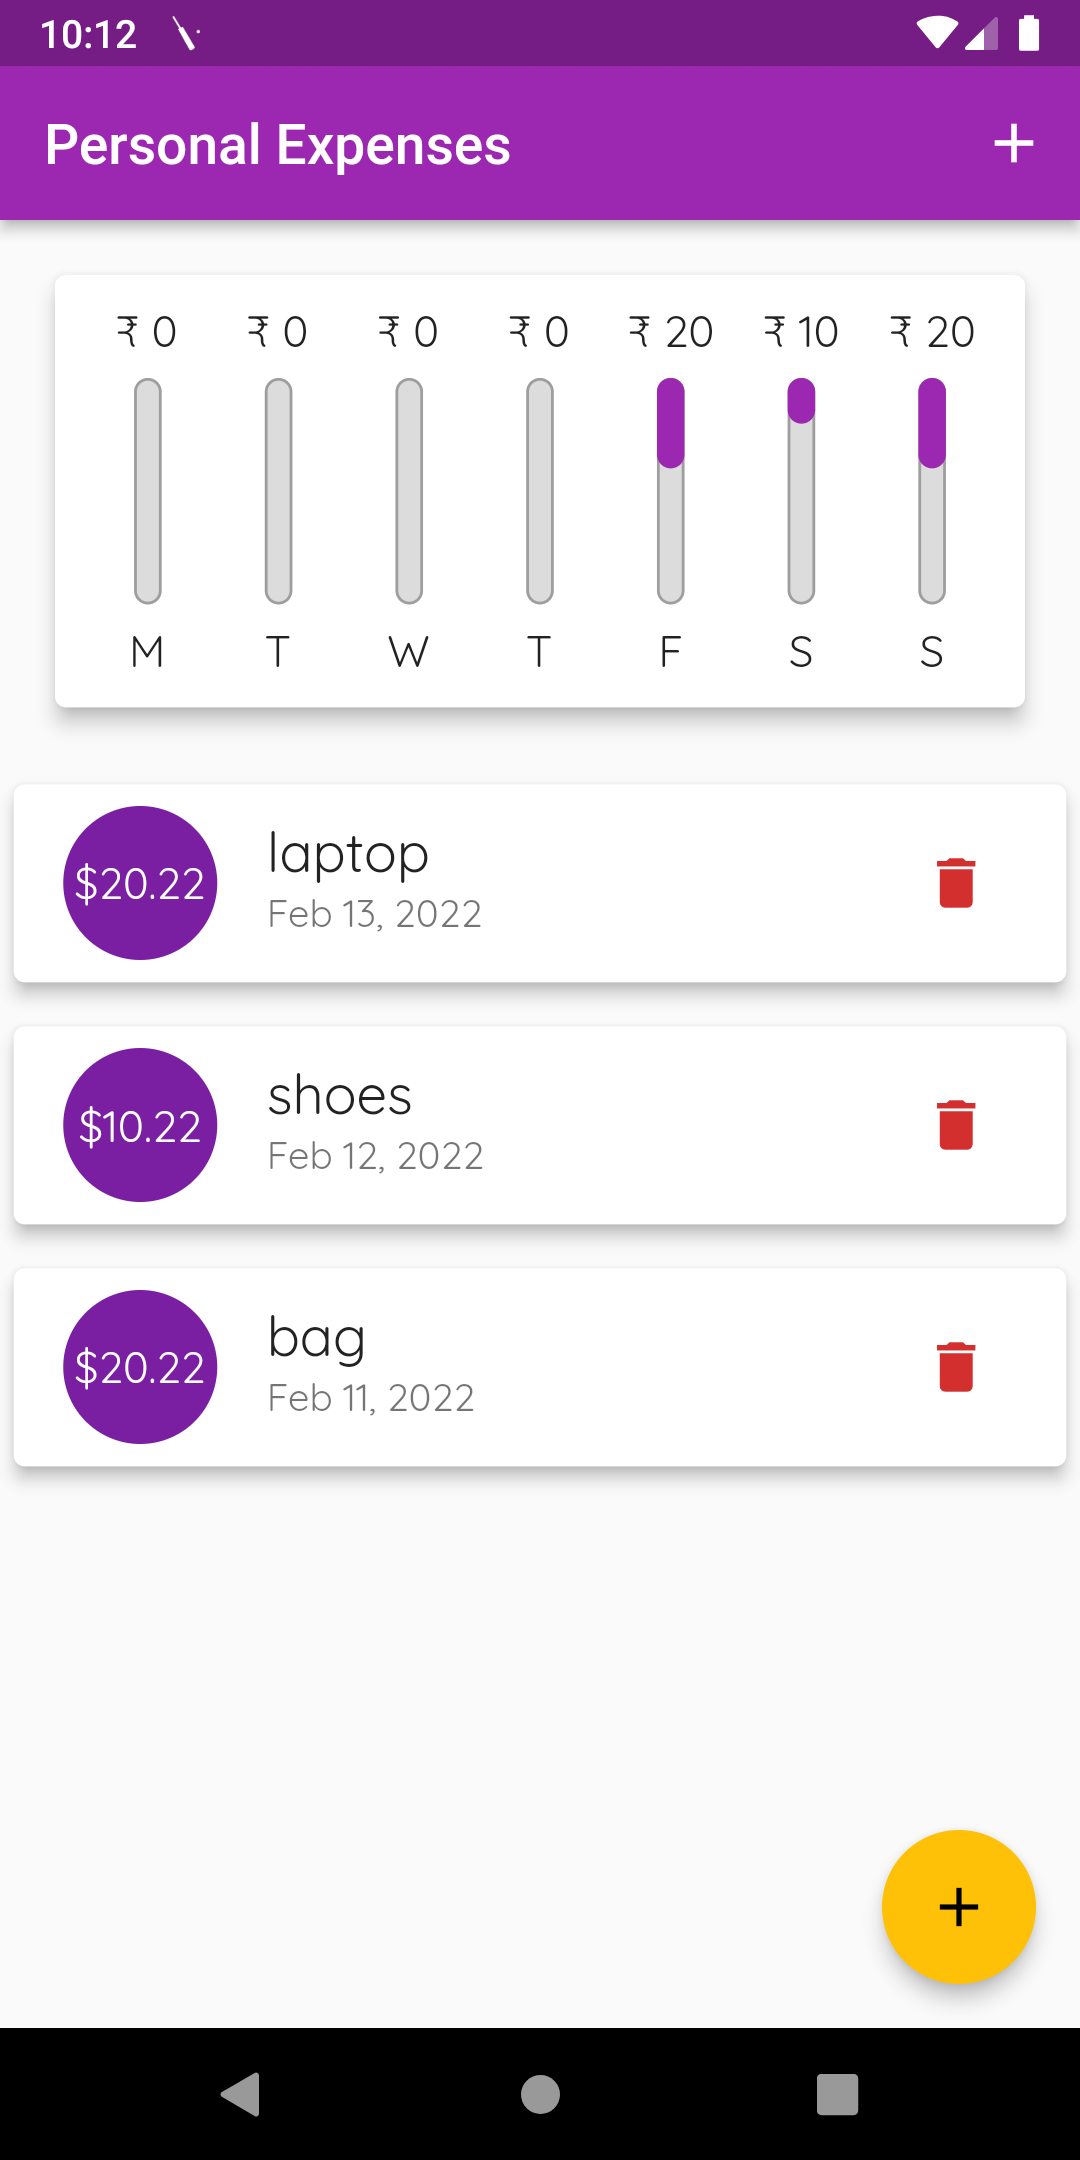 10:12
Personal Expenses
₹ 0 ₹ 0 ₹ 0 ₹ 0 ₹ 20 ₹ 10 ₹ 20
M T W T F S S
$20.22
laptop
Feb 13, 2022
$10.22
shoes
Feb 12, 2022
$20.22
bag
Feb 11, 2022